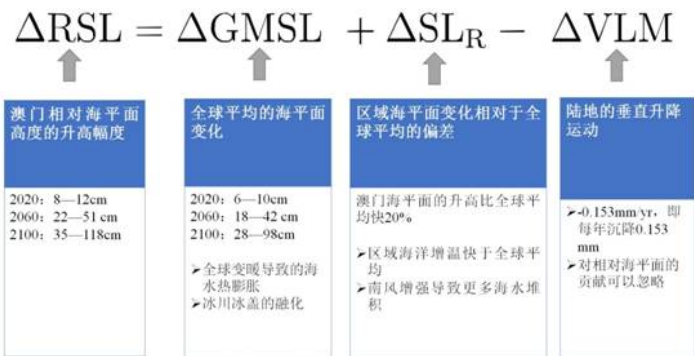 ΔRSL = ΔGMSL + ΔSL_R − ΔVLM
澳门相对海平面
高度的升高幅度
2020：8—12cm
2060：22—51 cm
2100：35—118cm
全球平均的海平面
变化
2020：6—10cm
2060：18—42 cm
2100：28—98cm
➢全球变暖导致的海
水热膨胀
➢冰川冰盖的融化
区域海平面变化相对于全
球平均的偏差
澳门海平面的升高比全球平
均快20%
➢区域海洋增温快于全球平
均
➢南风增强导致更多海水堆
积
陆地的垂直升降
运动
➢-0.153mm/yr，即
每年沉降0.153
mm
➢对相对海平面的
贡献可以忽略